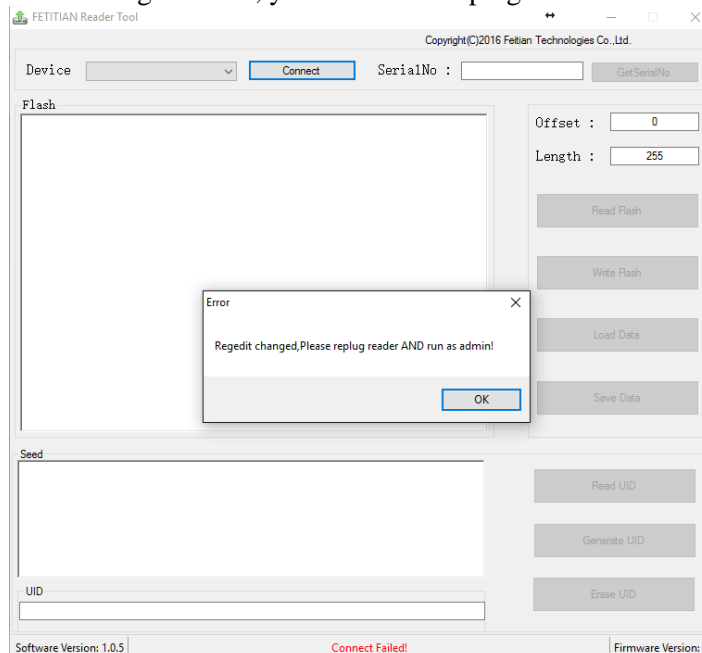 FETITIAN Reader Tool
Copyright(C)2016 Feitian Technologies Co.,Ltd.
Device
Connect
SerialNo :
GetSerialNo
Flash
Offset :
0
Length :
255
Read Flash
Write Flash
Error
Regedit changed,Please replug reader AND run as admin!
OK
Load Data
Save Data
Seed
Read UID
Generate UID
UID
Erase UID
Software Version: 1.0.5
Connect Failed!
Firmware Version: